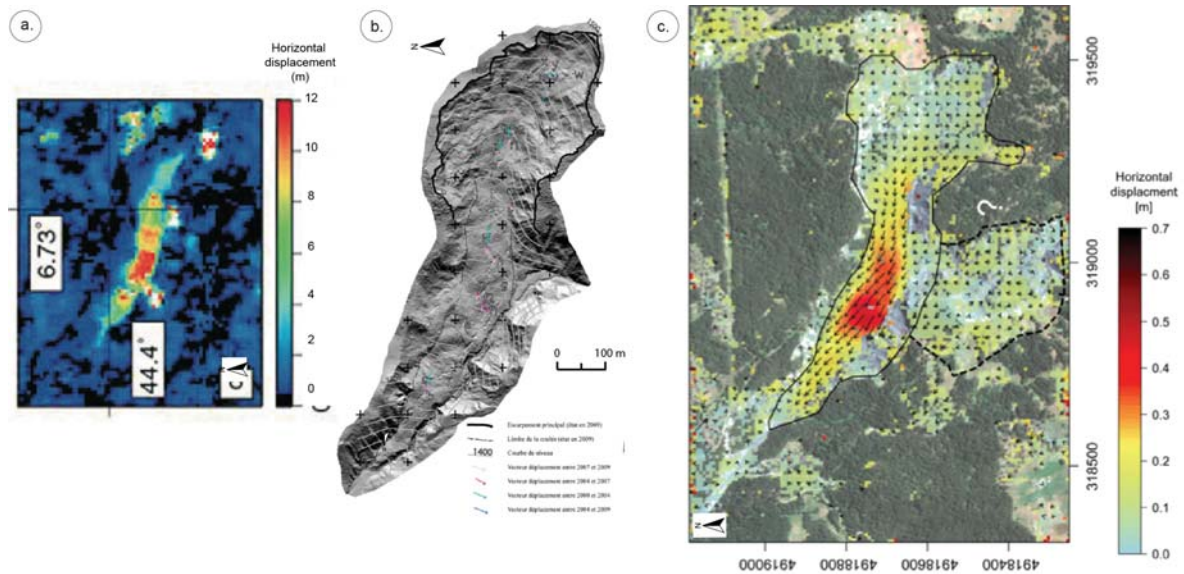 a.
Horizontal
displacement
(m)
12
10
8
6
4
2
0
6.73°
44.4°
N
b.
N
W
0 100 m
Escarpement principal (état en 2009)
Limite de la coulée (état en 2009)
1400 Courbe de niveau
Vecteur déplacement entre 2007 et 2009
Vecteur déplacement entre 2004 et 2007
Vecteur déplacement entre 2000 et 2004
Vecteur déplacement entre 2004 et 2009
c.
?
N
319500
319000
318500
4919000
4918800
4918600
4918400
Horizontal
displacment
[m]
0.7
0.6
0.5
0.4
0.3
0.2
0.1
0.0